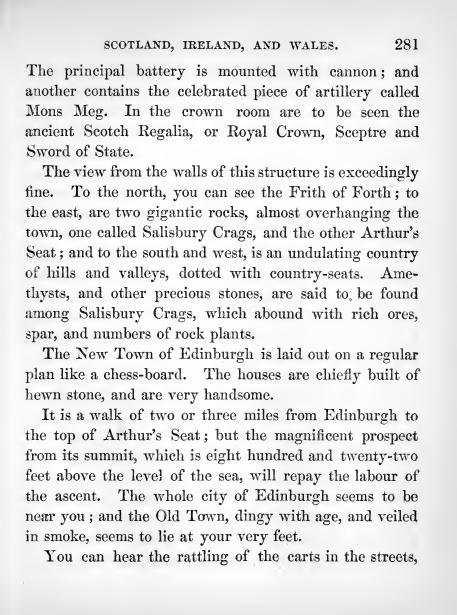 SCOTLAND, IRELAND, AND WALES. 281
The principal battery is mounted with cannon; and
another contains the celebrated piece of artillery called
Mons Meg. In the crown room are to be seen the
ancient Scotch Regalia, or Royal Crown, Sceptre and
Sword of State.
The view from the walls of this structure is exceedingly
fine. To the north, you can see the Frith of Forth; to
the east, are two gigantic rocks, almost overhanging the
town, one called Salisbury Crags, and the other Arthur's
Seat; and to the south and west, is an undulating country
of hills and valleys, dotted with country-seats. Ame-
thysts, and other precious stones, are said to be found
among Salisbury Crags, which abound with rich ores,
spar, and numbers of rock plants.
The New Town of Edinburgh is laid out on a regular
plan like a chess-board. The houses are chiefly built of
hewn stone, and are very handsome.
It is a walk of two or three miles from Edinburgh to
the top of Arthur's Seat; but the magnificent prospect
from its summit, which is eight hundred and twenty-two
feet above the level of the sea, will repay the labour of
the ascent. The whole city of Edinburgh seems to be
near you; and the Old Town, dingy with age, and veiled
in smoke, seems to lie at your very feet.
You can hear the rattling of the carts in the streets,